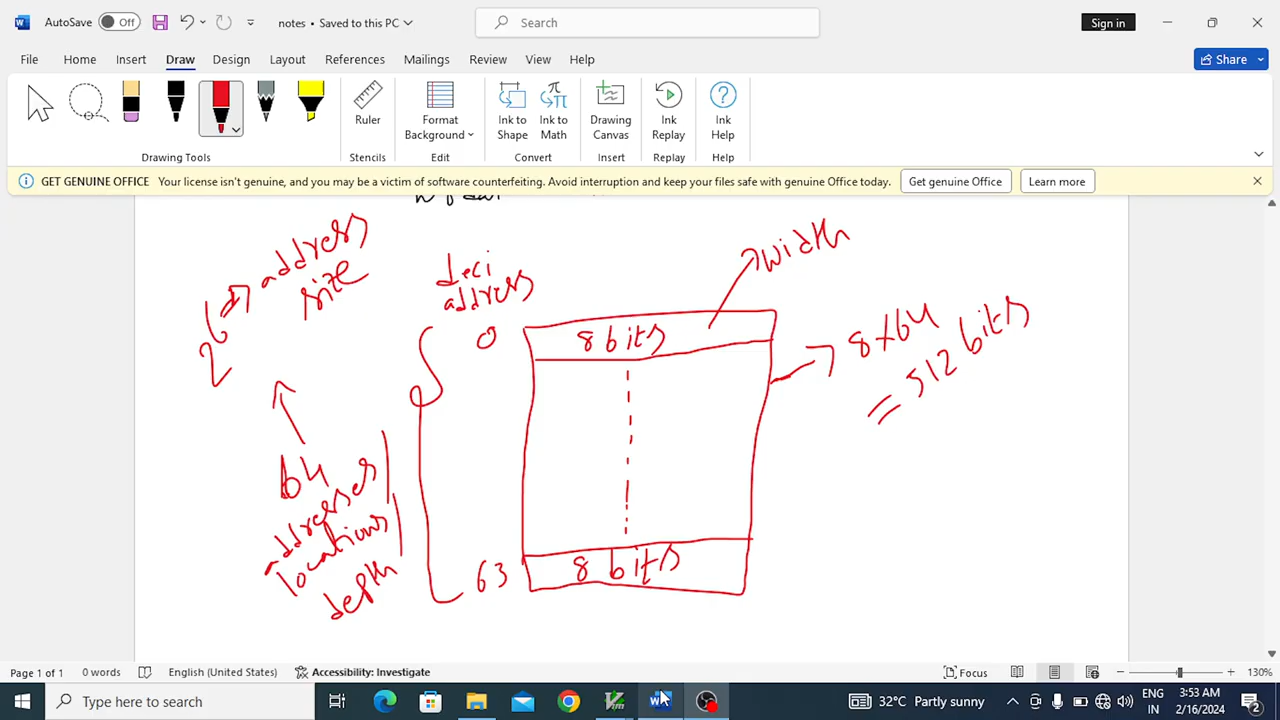 AutoSave Off notes • Saved to this PC Search Sign in
File Home Insert Draw Design Layout References Mailings Review View Help Share
Ruler
Format Background
Ink to Shape
Ink to Math
Drawing Canvas
Ink Replay
Ink Help
Drawing Tools Stencils Edit Convert Insert Replay Help
GET GENUINE OFFICE Your license isn't genuine, and you may be a victim of software counterfeiting. Avoid interruption and keep your files safe with genuine Office today. Get genuine Office Learn more
2^6 → address
size
deci
address
width
0 8 bits
8x64
= 512 bits
64
addresses
locations
depth
63 8 bits
Page 1 of 1 0 words English (United States) Accessibility: Investigate Focus 130%
Type here to search 32°C Partly sunny ENG IN 3:53 AM 2/16/2024 2